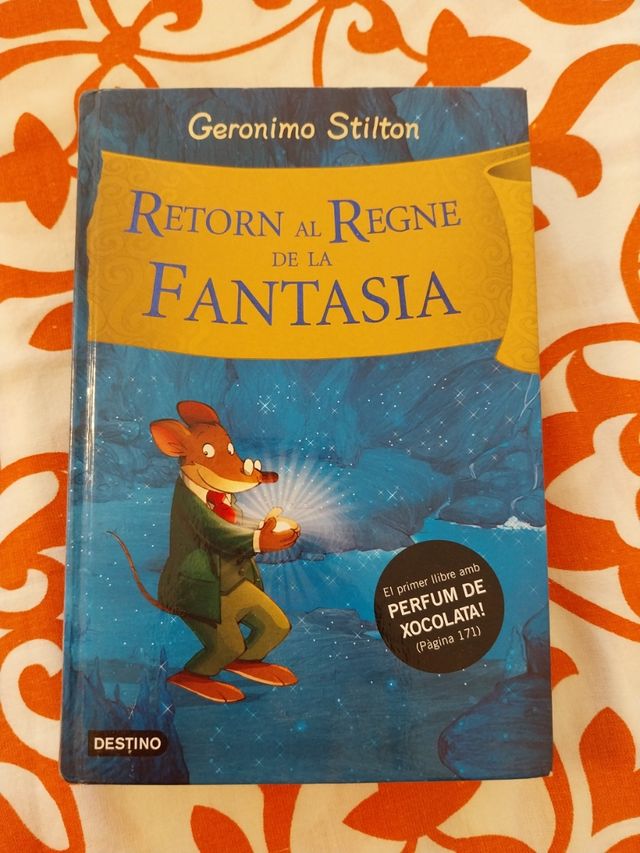 Geronimo Stilton
RETORN AL REGNE
DE LA
FANTASIA
El primer llibre amb
PERFUM DE
XOCOLATA!
(Pàgina 171)
DESTINO